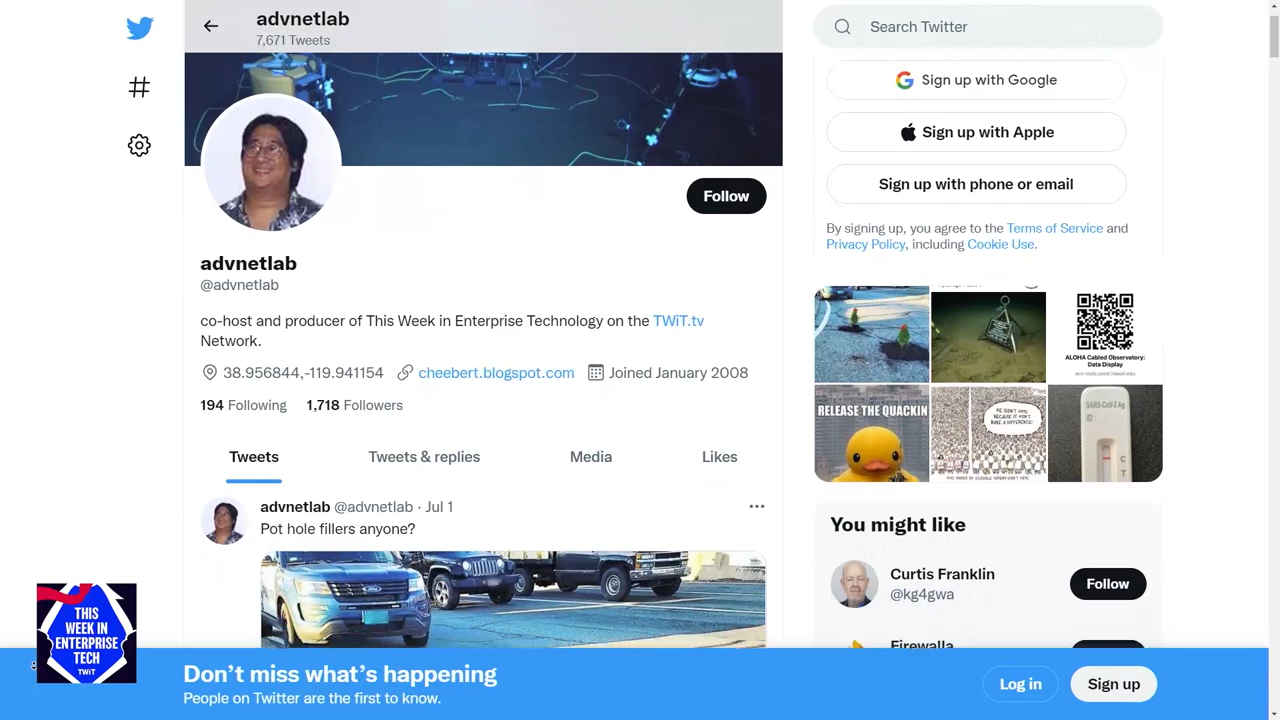 advnetlab
7,671 Tweets
Search Twitter
Sign up with Google
Sign up with Apple
Sign up with phone or email
By signing up, you agree to the Terms of Service and
Privacy Policy, including Cookie Use.
Follow
advnetlab
@advnetlab
co-host and producer of This Week in Enterprise Technology on the TWiT.tv
Network.
38.956844,-119.941154 cheebert.blogspot.com Joined January 2008
194 Following 1,718 Followers
Tweets Tweets & replies Media Likes
advnetlab @advnetlab · Jul 1
Pot hole fillers anyone?
ALOHA Cabled Observatory:
Data Display
RELEASE THE QUACKIN
WE DON'T VOTE
BECAUSE IT WON'T
MAKE A DIFFERENCE!
SARS-CoV-2 Ag
ID:
C
T
You might like
Curtis Franklin
@kg4gwa
Follow
Firewalla
THIS
WEEK IN
ENTERPRISE
TECH
TWiT
Don't miss what's happening
People on Twitter are the first to know.
Log in
Sign up